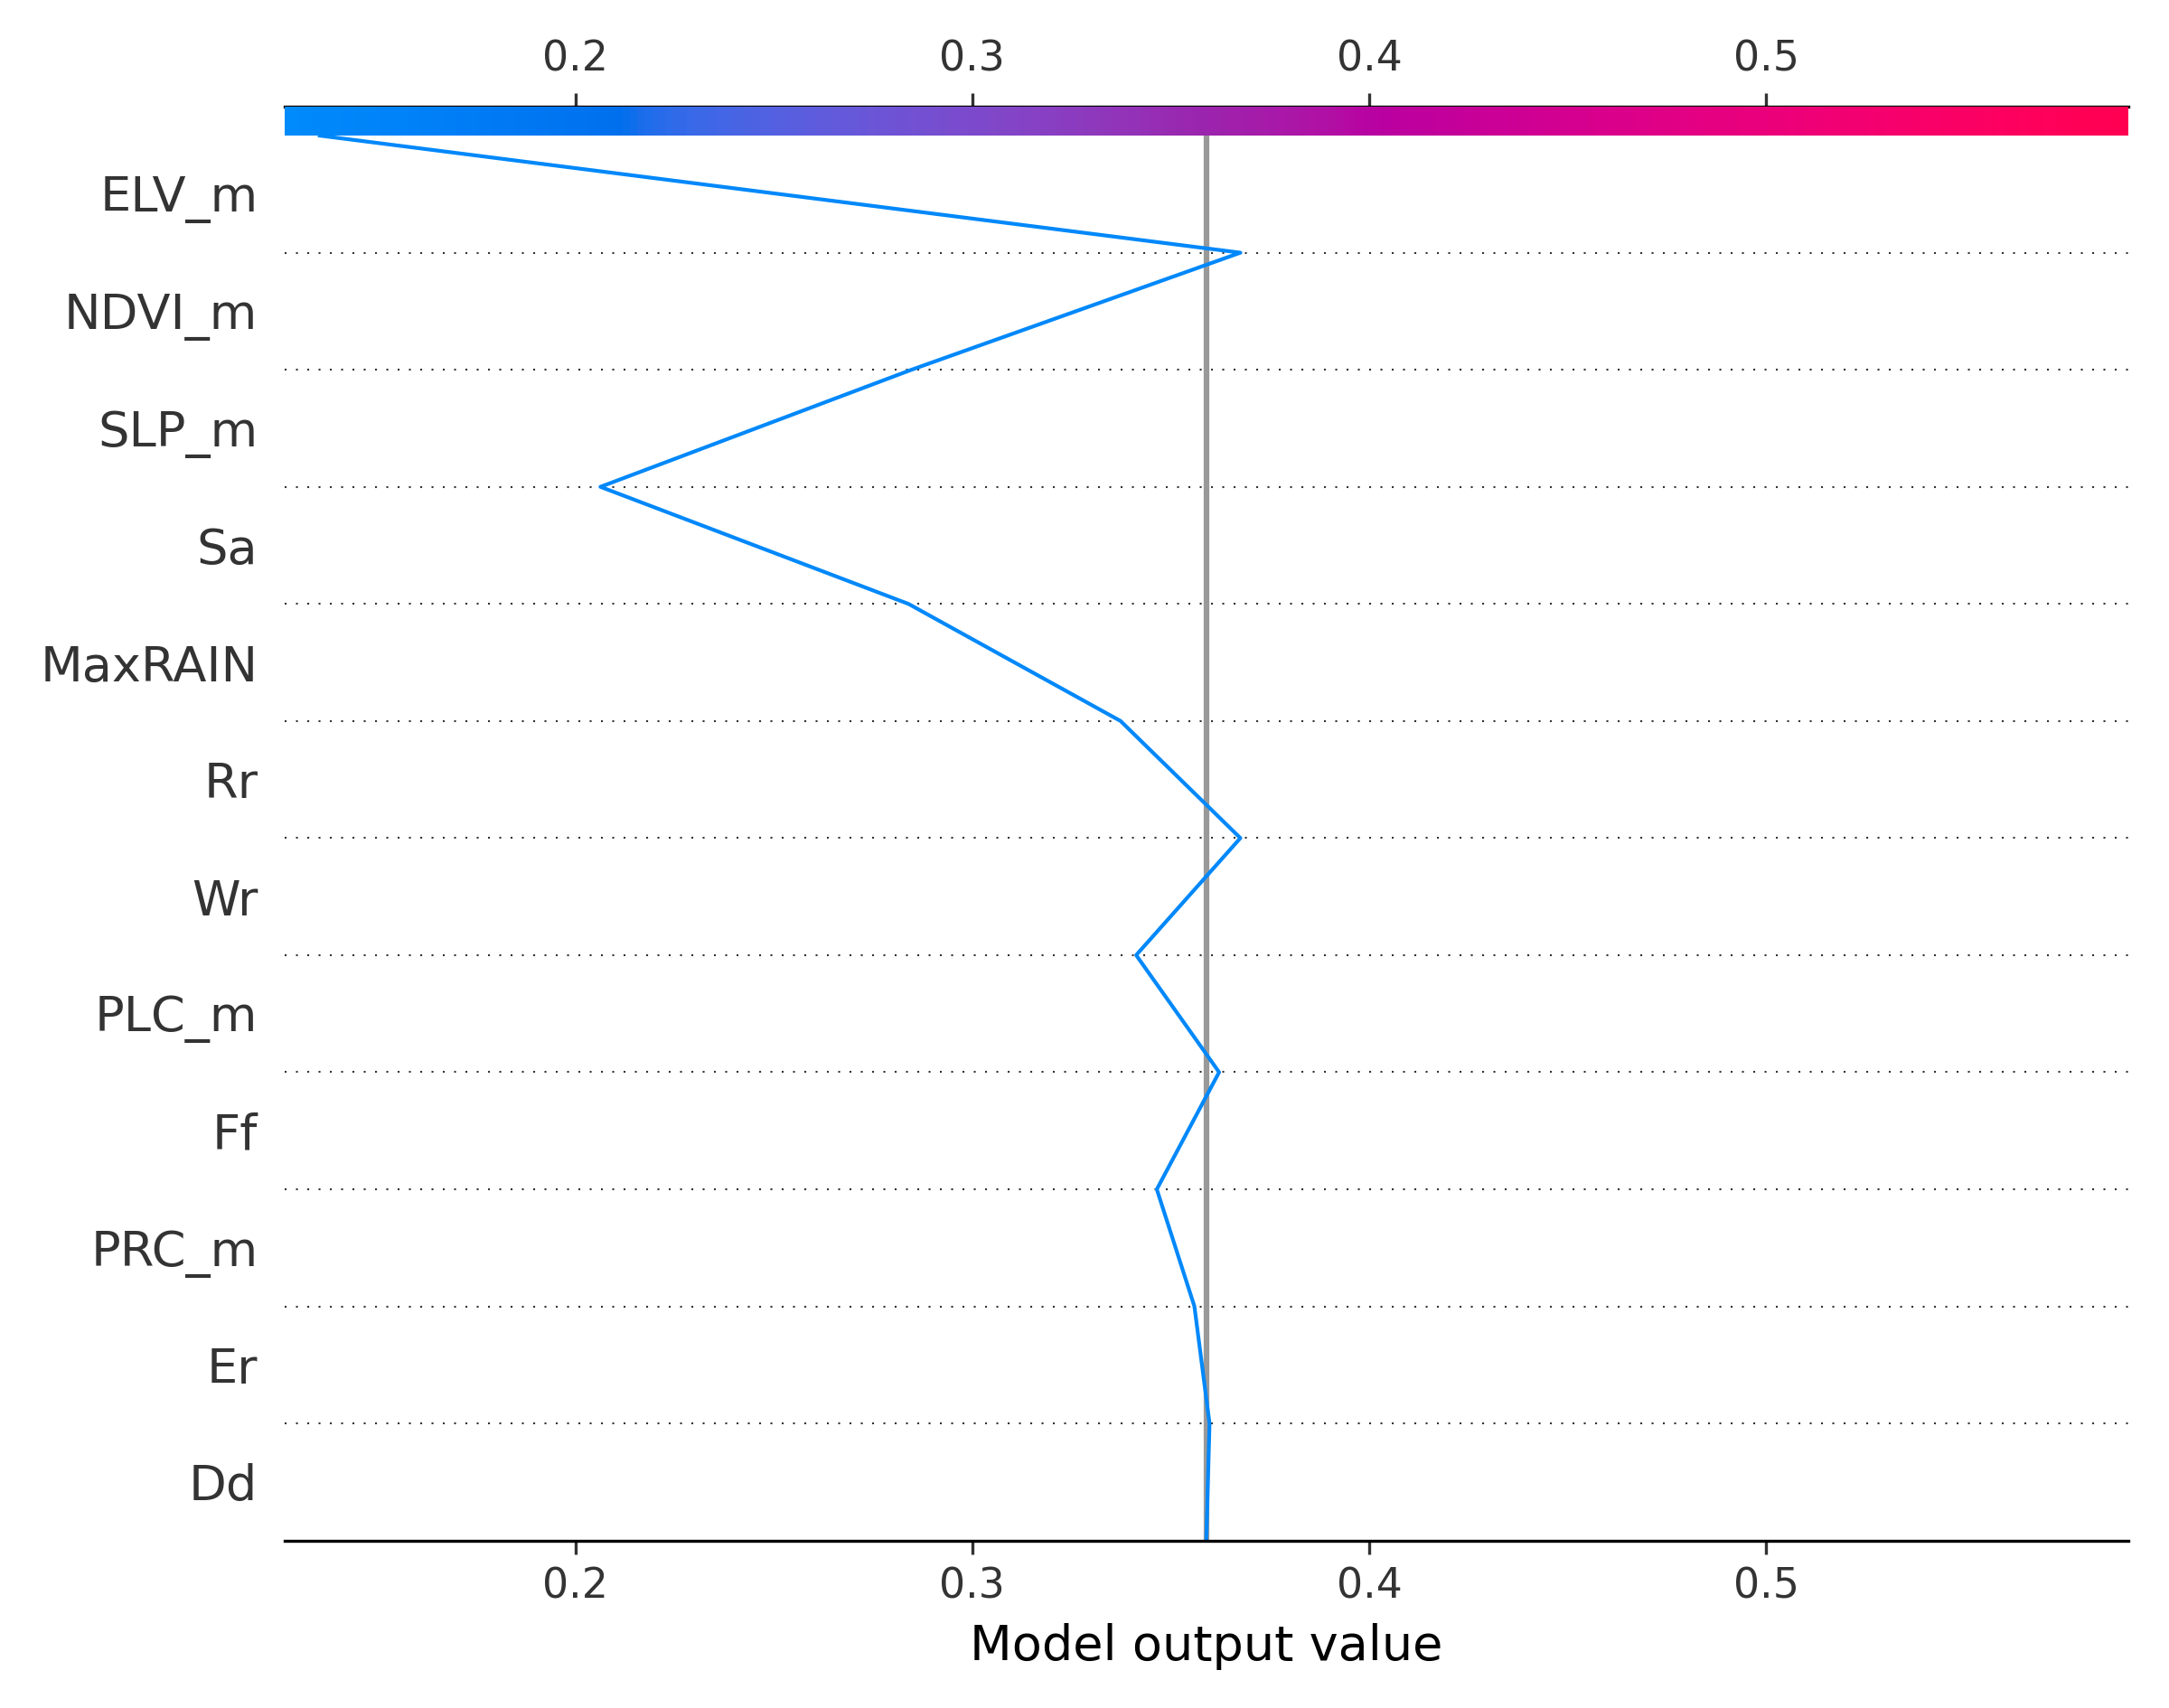 0.2 0.3 0.4 0.5
ELV_m
NDVI_m
SLP_m
Sa
MaxRAIN
Rr
Wr
PLC_m
Ff
PRC_m
Er
Dd
0.2 0.3 0.4 0.5
Model output value